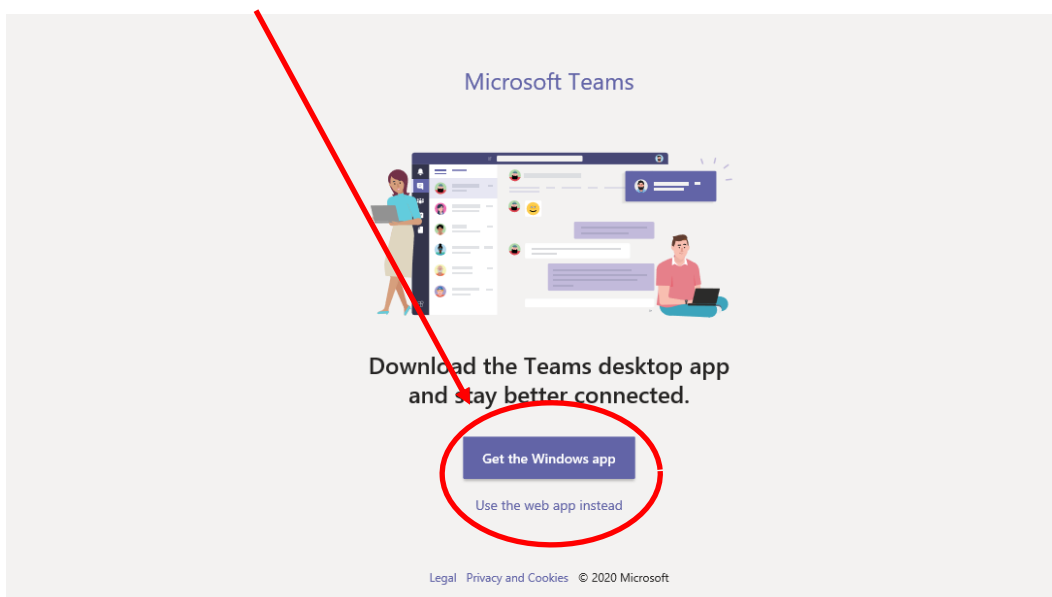 Microsoft Teams
Download the Teams desktop app
and stay better connected.
Get the Windows app
Use the web app instead
Legal Privacy and Cookies © 2020 Microsoft